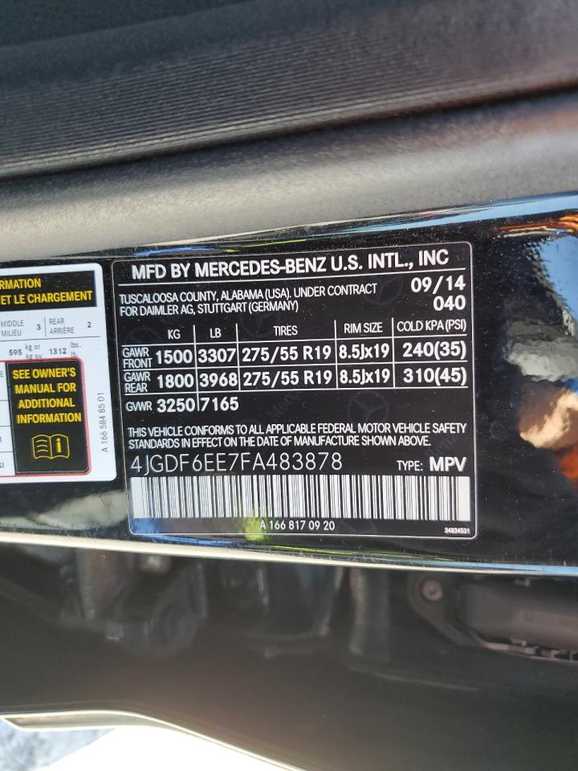 RMATION
ET LE CHARGEMENT
MIDDLE 3 REAR 2
MILIEU ARRIÈRE
595 kg or 1312 lbs.
SEE OWNER'S
MANUAL FOR
ADDITIONAL
INFORMATION
A 166 584 85 01
MFD BY MERCEDES-BENZ U.S. INTL., INC
TUSCALOOSA COUNTY, ALABAMA (USA). UNDER CONTRACT 09/14
FOR DAIMLER AG, STUTTGART (GERMANY) 040
KG LB TIRES RIM SIZE COLD KPA (PSI)
GAWR FRONT 1500 3307 275/55 R19 8.5Jx19 240(35)
GAWR REAR 1800 3968 275/55 R19 8.5Jx19 310(45)
GVWR 3250 7165
THIS VEHICLE CONFORMS TO ALL APPLICABLE FEDERAL MOTOR VEHICLE SAFETY
STANDARDS IN EFFECT ON THE DATE OF MANUFACTURE SHOWN ABOVE.
4JGDF6EE7FA483878 TYPE: MPV
A 166 817 09 20